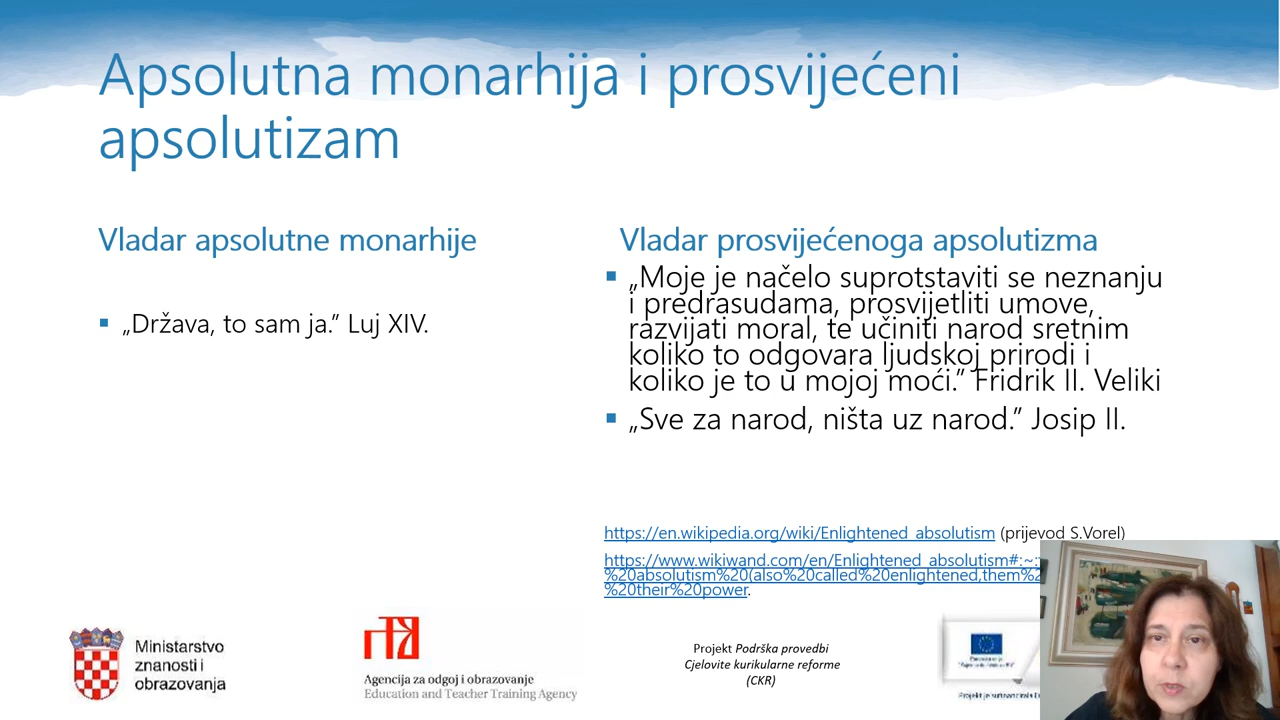 Apsolutna monarhija i prosvijećeni
apsolutizam
Vladar apsolutne monarhije
„Država, to sam ja.” Luj XIV.
Vladar prosvijećenoga apsolutizma
„Moje je načelo suprotstaviti se neznanju
i predrasudama, prosvijetliti umove,
razvijati moral, te učiniti narod sretnim
koliko to odgovara ljudskoj prirodi i
koliko je to u mojoj moći.” Fridrik II. Veliki
„Sve za narod, ništa uz narod.” Josip II.
https://en.wikipedia.org/wiki/Enlightened_absolutism (prijevod S.Vorel)
https://www.wikiwand.com/en/Enlightened_absolutism#:~:
%20absolutism%20(also%20called%20enlightened,them%2
%20their%20power.
Ministarstvo
znanosti i
obrazovanja
Agencija za odgoj i obrazovanje
Education and Teacher Training Agency
Projekt Podrška provedbi
Cjelovite kurikularne reforme
(CKR)
Projekt je sufinancirala